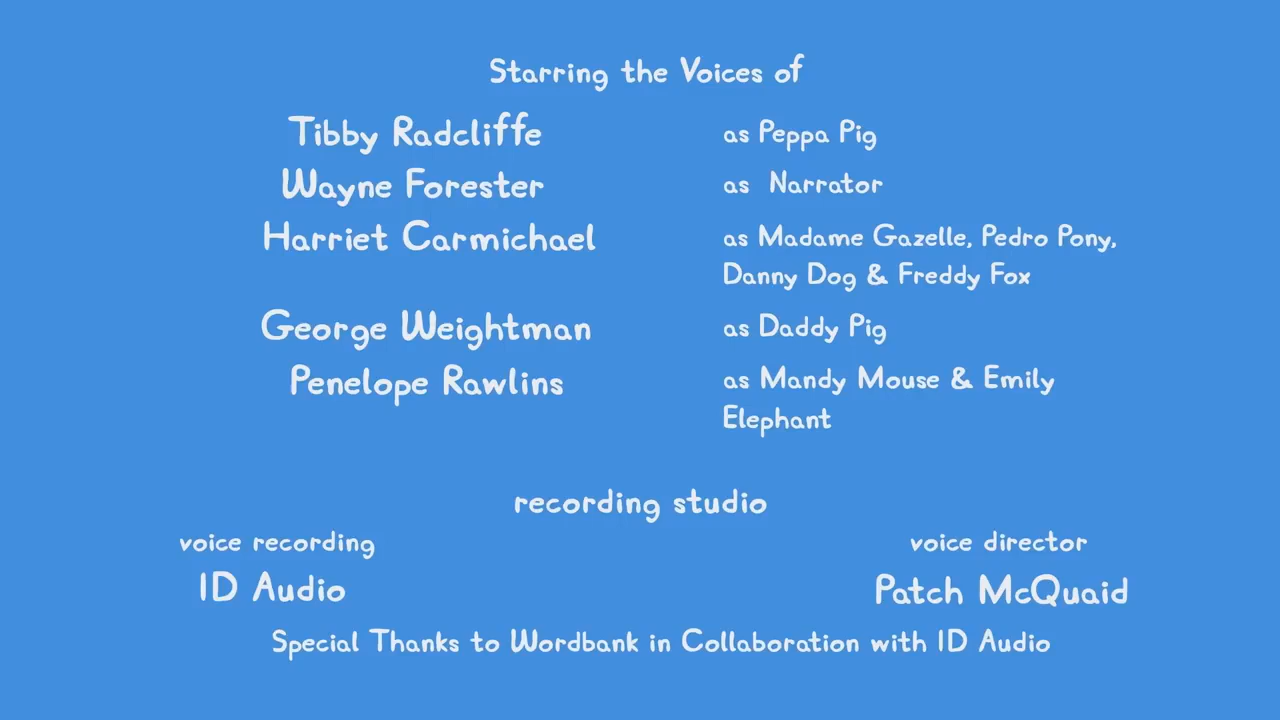 Starring the Voices of
Tibby Radcliffe as Peppa Pig
Wayne Forester as Narrator
Harriet Carmichael as Madame Gazelle, Pedro Pony,
Danny Dog & Freddy Fox
George Weightman as Daddy Pig
Penelope Rawlins as Mandy Mouse & Emily
Elephant
recording studio
voice recording voice director
ID Audio Patch McQuaid
Special Thanks to Wordbank in Collaboration with ID Audio